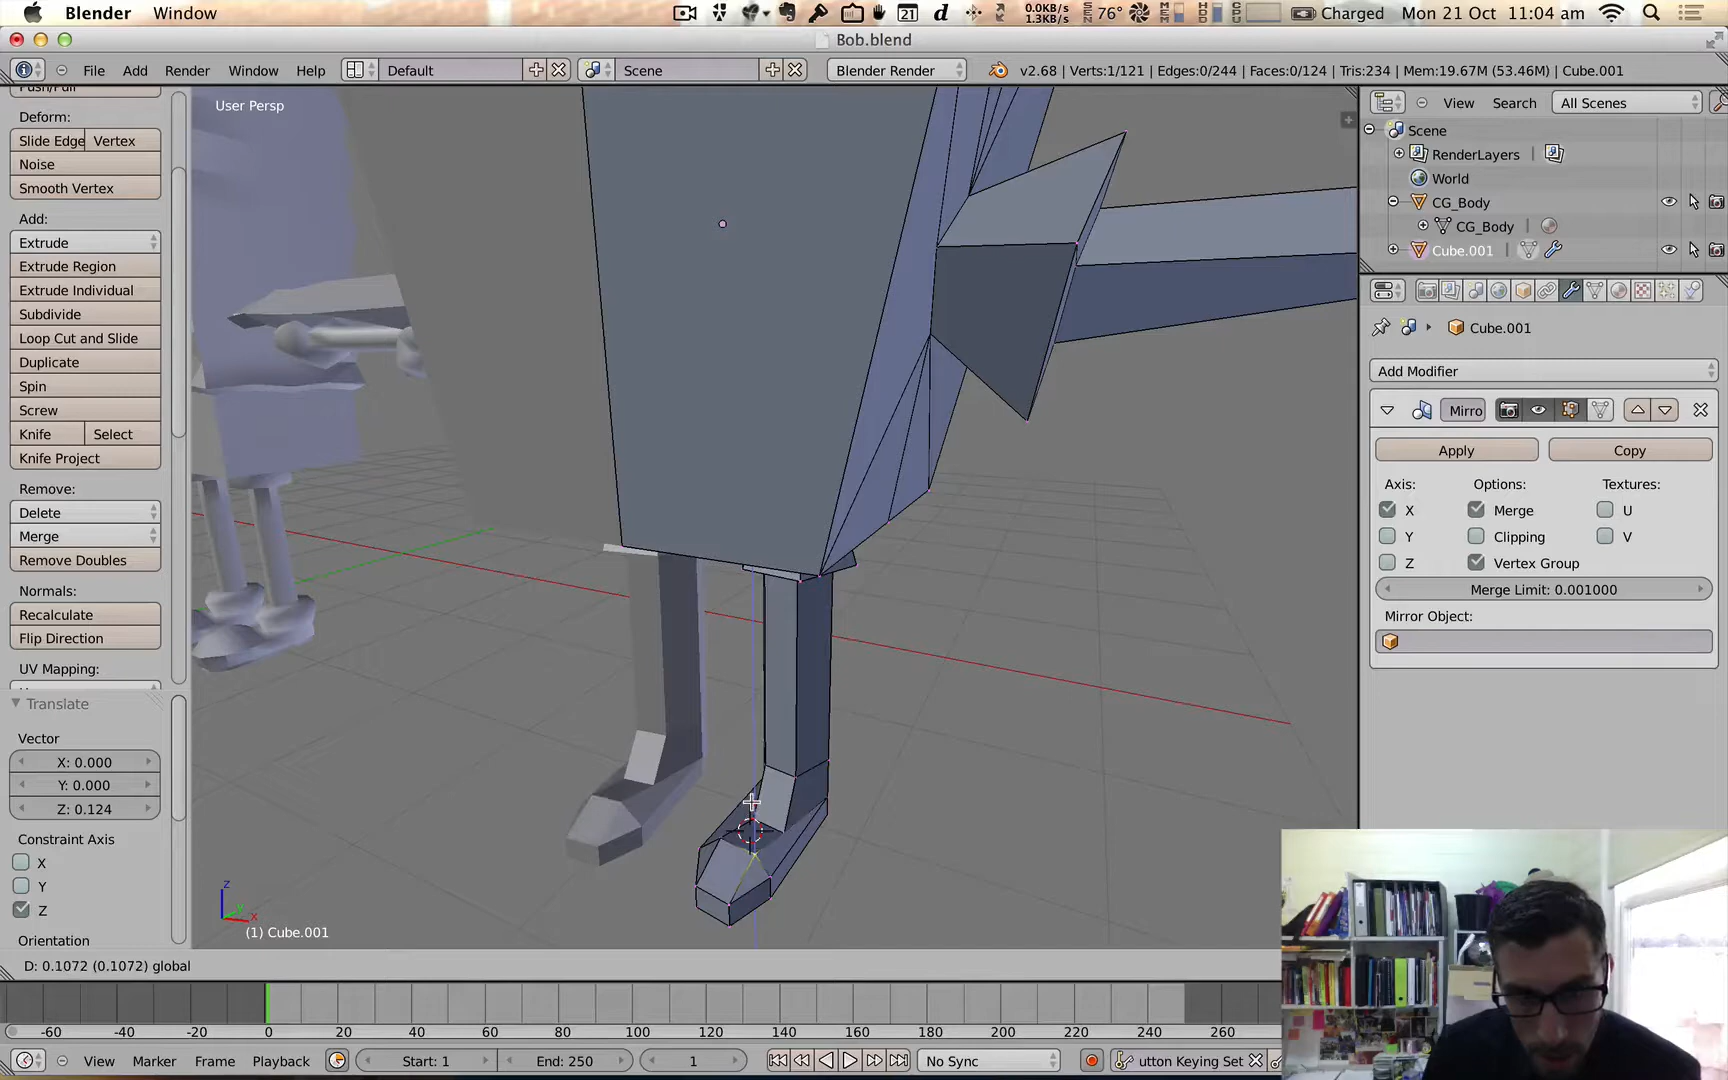 Blender Window 21 d 0.0KB/s 1.3KB/s SEN 76° MEM HD CPU Charged Mon 21 Oct 11:04 am
Bob.blend
File Add Render Window Help Default Scene Blender Render v2.68 | Verts:1/121 | Edges:0/244 | Faces:0/124 | Tris:234 | Mem:19.67M (53.46M) | Cube.001
Push/Pull
Deform:
Slide Edge Vertex
Noise
Smooth Vertex
Add:
Extrude
Extrude Region
Extrude Individual
Subdivide
Loop Cut and Slide
Duplicate
Spin
Screw
Knife Select
Knife Project
Remove:
Delete
Merge
Remove Doubles
Normals:
Recalculate
Flip Direction
UV Mapping:
Translate
Vector
X: 0.000
Y: 0.000
Z: 0.124
Constraint Axis
X
Y
Z
Orientation
User Persp
z
y
x
(1) Cube.001
D: 0.1072 (0.1072) global
View Search All Scenes
Scene
RenderLayers |
World
CG_Body
CG_Body |
Cube.001 |
Cube.001
Add Modifier
Mirro
Apply Copy
Axis: Options: Textures:
X Merge U
Y Clipping V
Z Vertex Group
Merge Limit: 0.001000
Mirror Object:
-60 -40 -20 0 20 40 60 80 100 120 140 160 180 200 220 240 260
View Marker Frame Playback Start: 1 End: 250 1 No Sync utton Keying Set